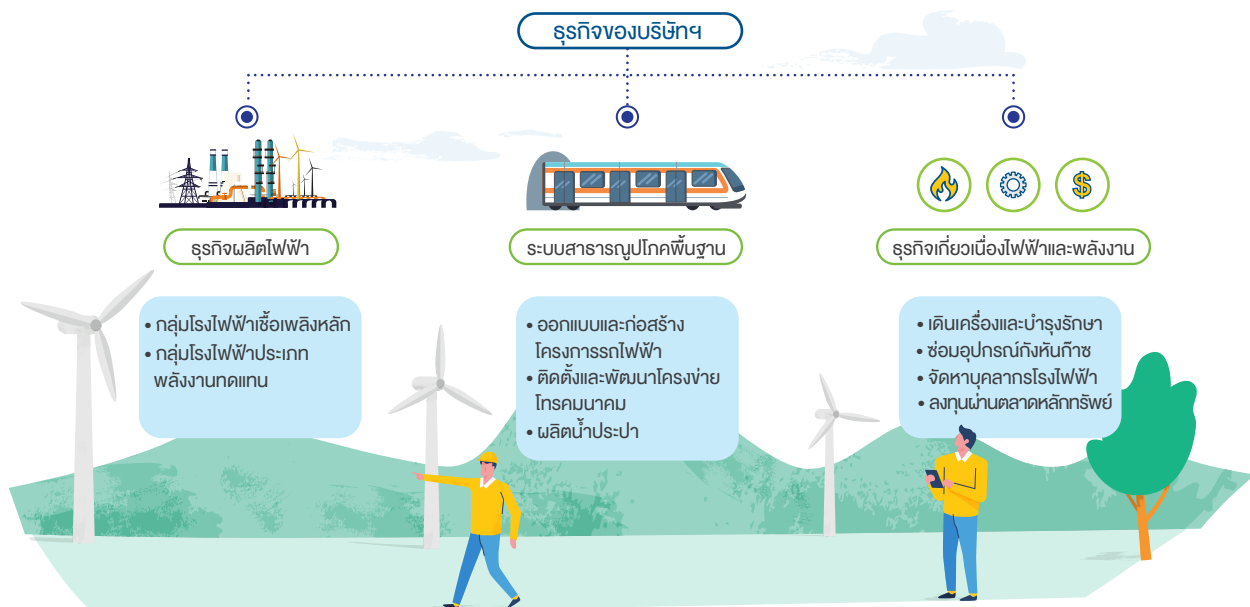 ธุรกิจของบริษัทฯ
ธุรกิจผลิตไฟฟ้า
• กลุ่มโรงไฟฟ้าเชื้อเพลิงหลัก
• กลุ่มโรงไฟฟ้าประเภท
พลังงานทดแทน
ระบบสาธารณูปโภคพื้นฐาน
• ออกแบบและก่อสร้าง
โครงการรถไฟฟ้า
• ติดตั้งและพัฒนาโครงข่าย
โทรคมนาคม
• ผลิตน้ำประปา
$
ธุรกิจเกี่ยวเนื่องไฟฟ้าและพลังงาน
• เดินเครื่องและบำรุงรักษา
• ซ่อมอุปกรณ์กังหันก๊าซ
• จัดหาบุคลากรโรงไฟฟ้า
• ลงทุนผ่านตลาดหลักทรัพย์